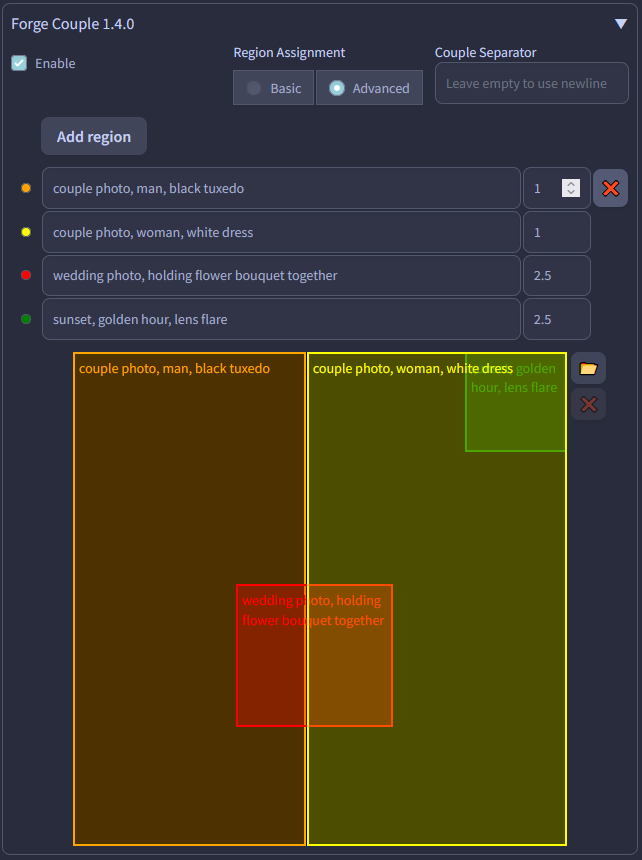 Forge Couple 1.4.0
Enable
Region Assignment
Basic
Advanced
Couple Separator
Leave empty to use newline
Add region
couple photo, man, black tuxedo
1
couple photo, woman, white dress
1
wedding photo, holding flower bouquet together
2.5
sunset, golden hour, lens flare
2.5
couple photo, man, black tuxedo
couple photo, woman, white dress
golden
hour, lens flare
wedding photo, holding
flower bouquet together